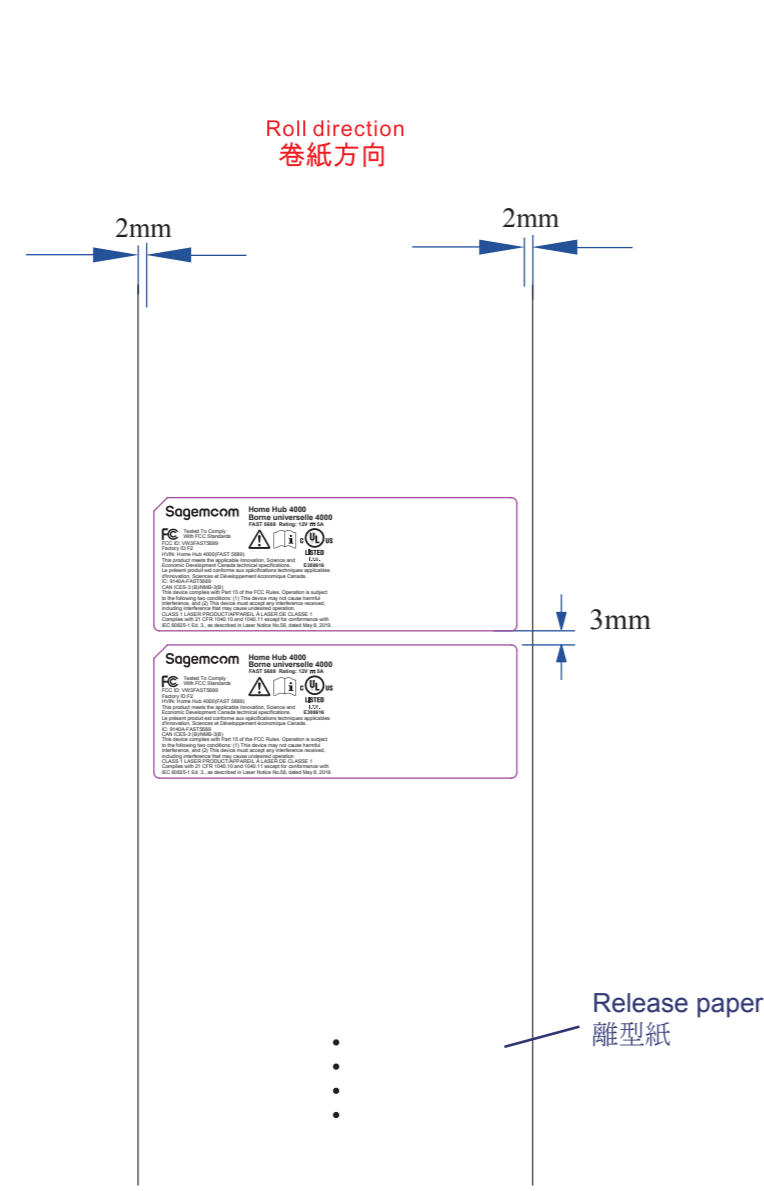 Roll direction
卷紙方向
2mm
2mm
Sagemcom
Home Hub 4000
Borne universelle 4000
FAST 5689 Rating: 12V 5A
FC Tested To Comply
With FCC Standards
FCC ID: VW3FAST5689
Factory ID:F2
HVIN: Home Hub 4000(FAST 5689)
C UL US
LISTED
I.T.E.
E308616
This product meets the applicable Innovation, Science and
Economic Development Canada technical specifications.
Le présent produit est conforme aux spécifications techniques applicables
d'Innovation, Sciences et Développement économique Canada.
IC: 9140A-FAST5689
CAN ICES-3 (B)/NMB-3(B)
This device complies with Part 15 of the FCC Rules. Operation is subject
to the following two conditions: (1) This device may not cause harmful
interference, and (2) This device must accept any interference received,
including interference that may cause undesired operation.
CLASS 1 LASER PRODUCT/APPAREIL À LASER DE CLASSE 1
Complies with 21 CFR 1040.10 and 1040.11 except for conformance with
IEC 60825-1 Ed. 3., as described in Laser Notice No.56, dated May 8, 2019.
3mm
Sagemcom
Home Hub 4000
Borne universelle 4000
FAST 5689 Rating: 12V 5A
FC Tested To Comply
With FCC Standards
FCC ID: VW3FAST5689
Factory ID:F2
HVIN: Home Hub 4000(FAST 5689)
C UL US
LISTED
I.T.E.
E308616
This product meets the applicable Innovation, Science and
Economic Development Canada technical specifications.
Le présent produit est conforme aux spécifications techniques applicables
d'Innovation, Sciences et Développement économique Canada.
IC: 9140A-FAST5689
CAN ICES-3 (B)/NMB-3(B)
This device complies with Part 15 of the FCC Rules. Operation is subject
to the following two conditions: (1) This device may not cause harmful
interference, and (2) This device must accept any interference received,
including interference that may cause undesired operation.
CLASS 1 LASER PRODUCT/APPAREIL À LASER DE CLASSE 1
Complies with 21 CFR 1040.10 and 1040.11 except for conformance with
IEC 60825-1 Ed. 3., as described in Laser Notice No.56, dated May 8, 2019.
Release paper
離型紙